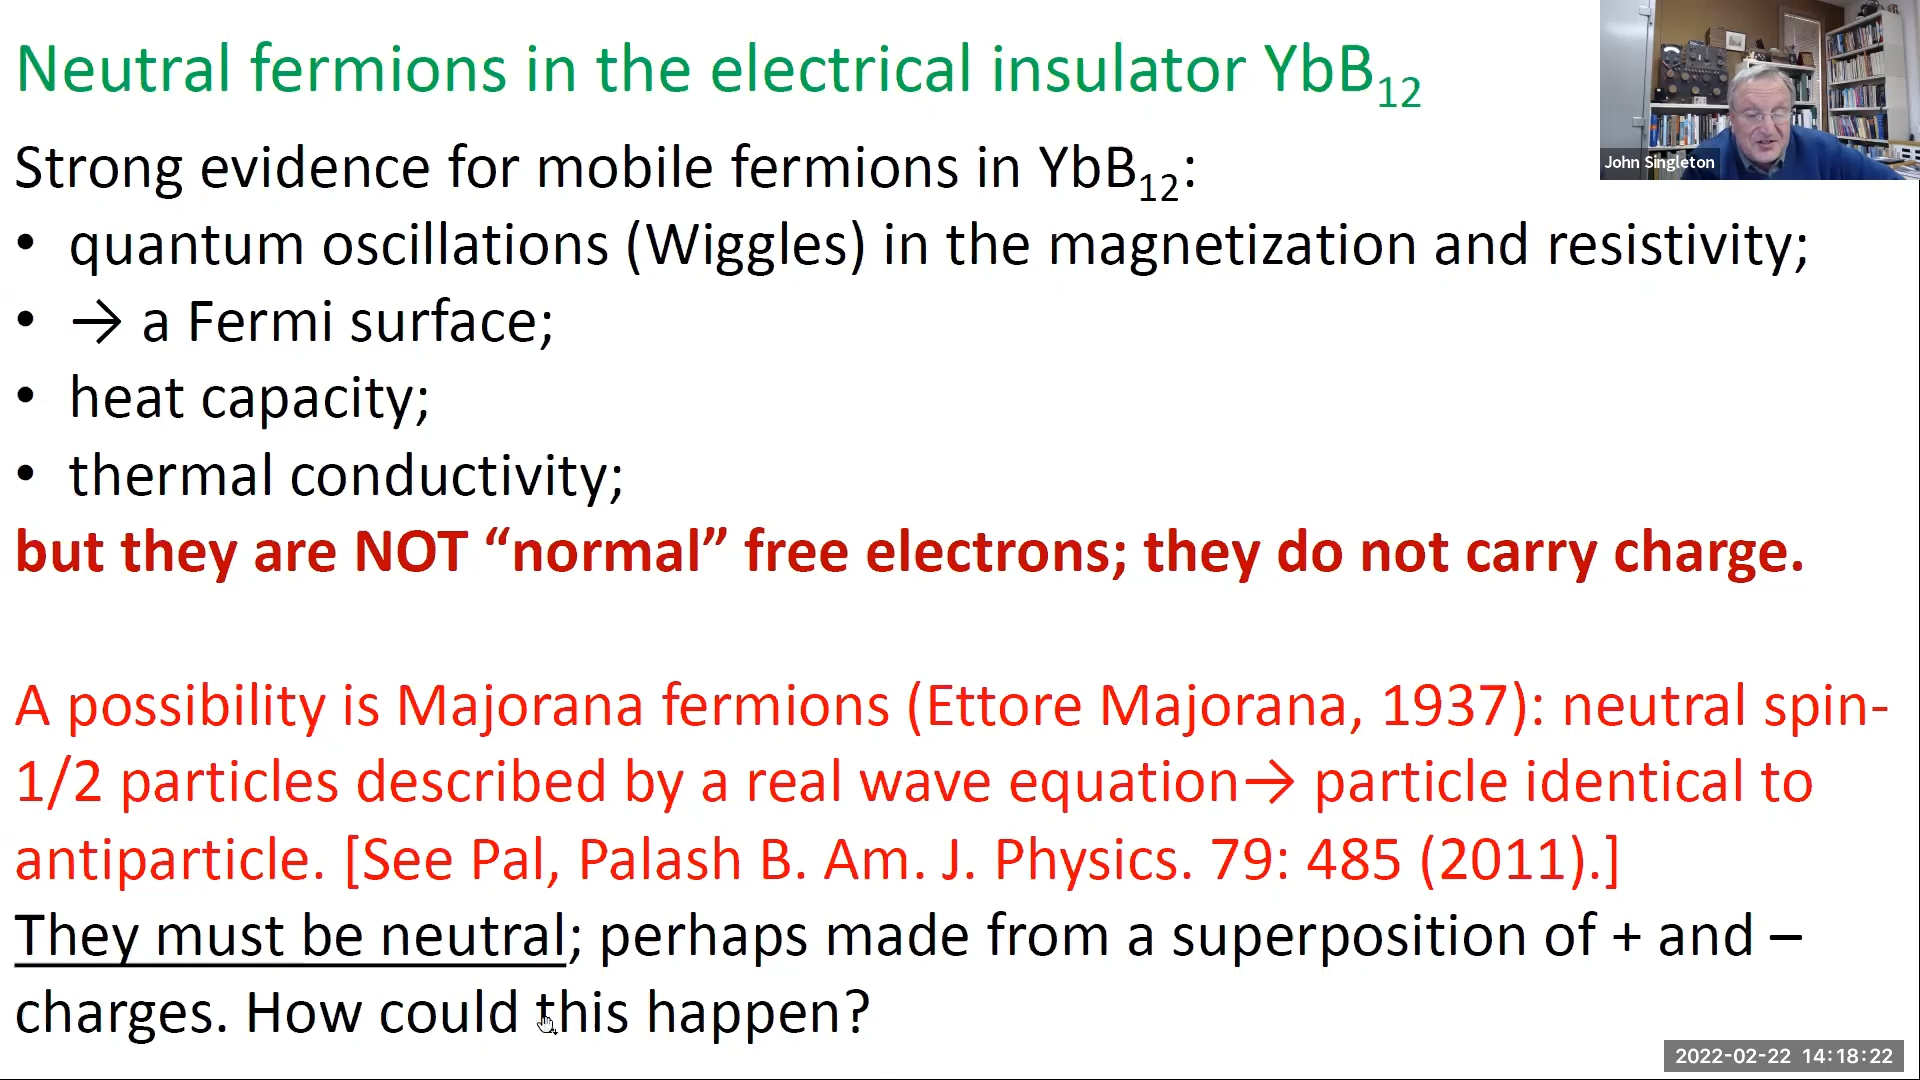 Neutral fermions in the electrical insulator YbB₁₂
John Singleton
Strong evidence for mobile fermions in YbB₁₂:
• quantum oscillations (Wiggles) in the magnetization and resistivity;
• → a Fermi surface;
• heat capacity;
• thermal conductivity;
but they are NOT “normal” free electrons; they do not carry charge.
A possibility is Majorana fermions (Ettore Majorana, 1937): neutral spin-
1/2 particles described by a real wave equation→ particle identical to
antiparticle. [See Pal, Palash B. Am. J. Physics. 79: 485 (2011).]
They must be neutral; perhaps made from a superposition of + and –
charges. How could this happen?
2022-02-22 14:18:22